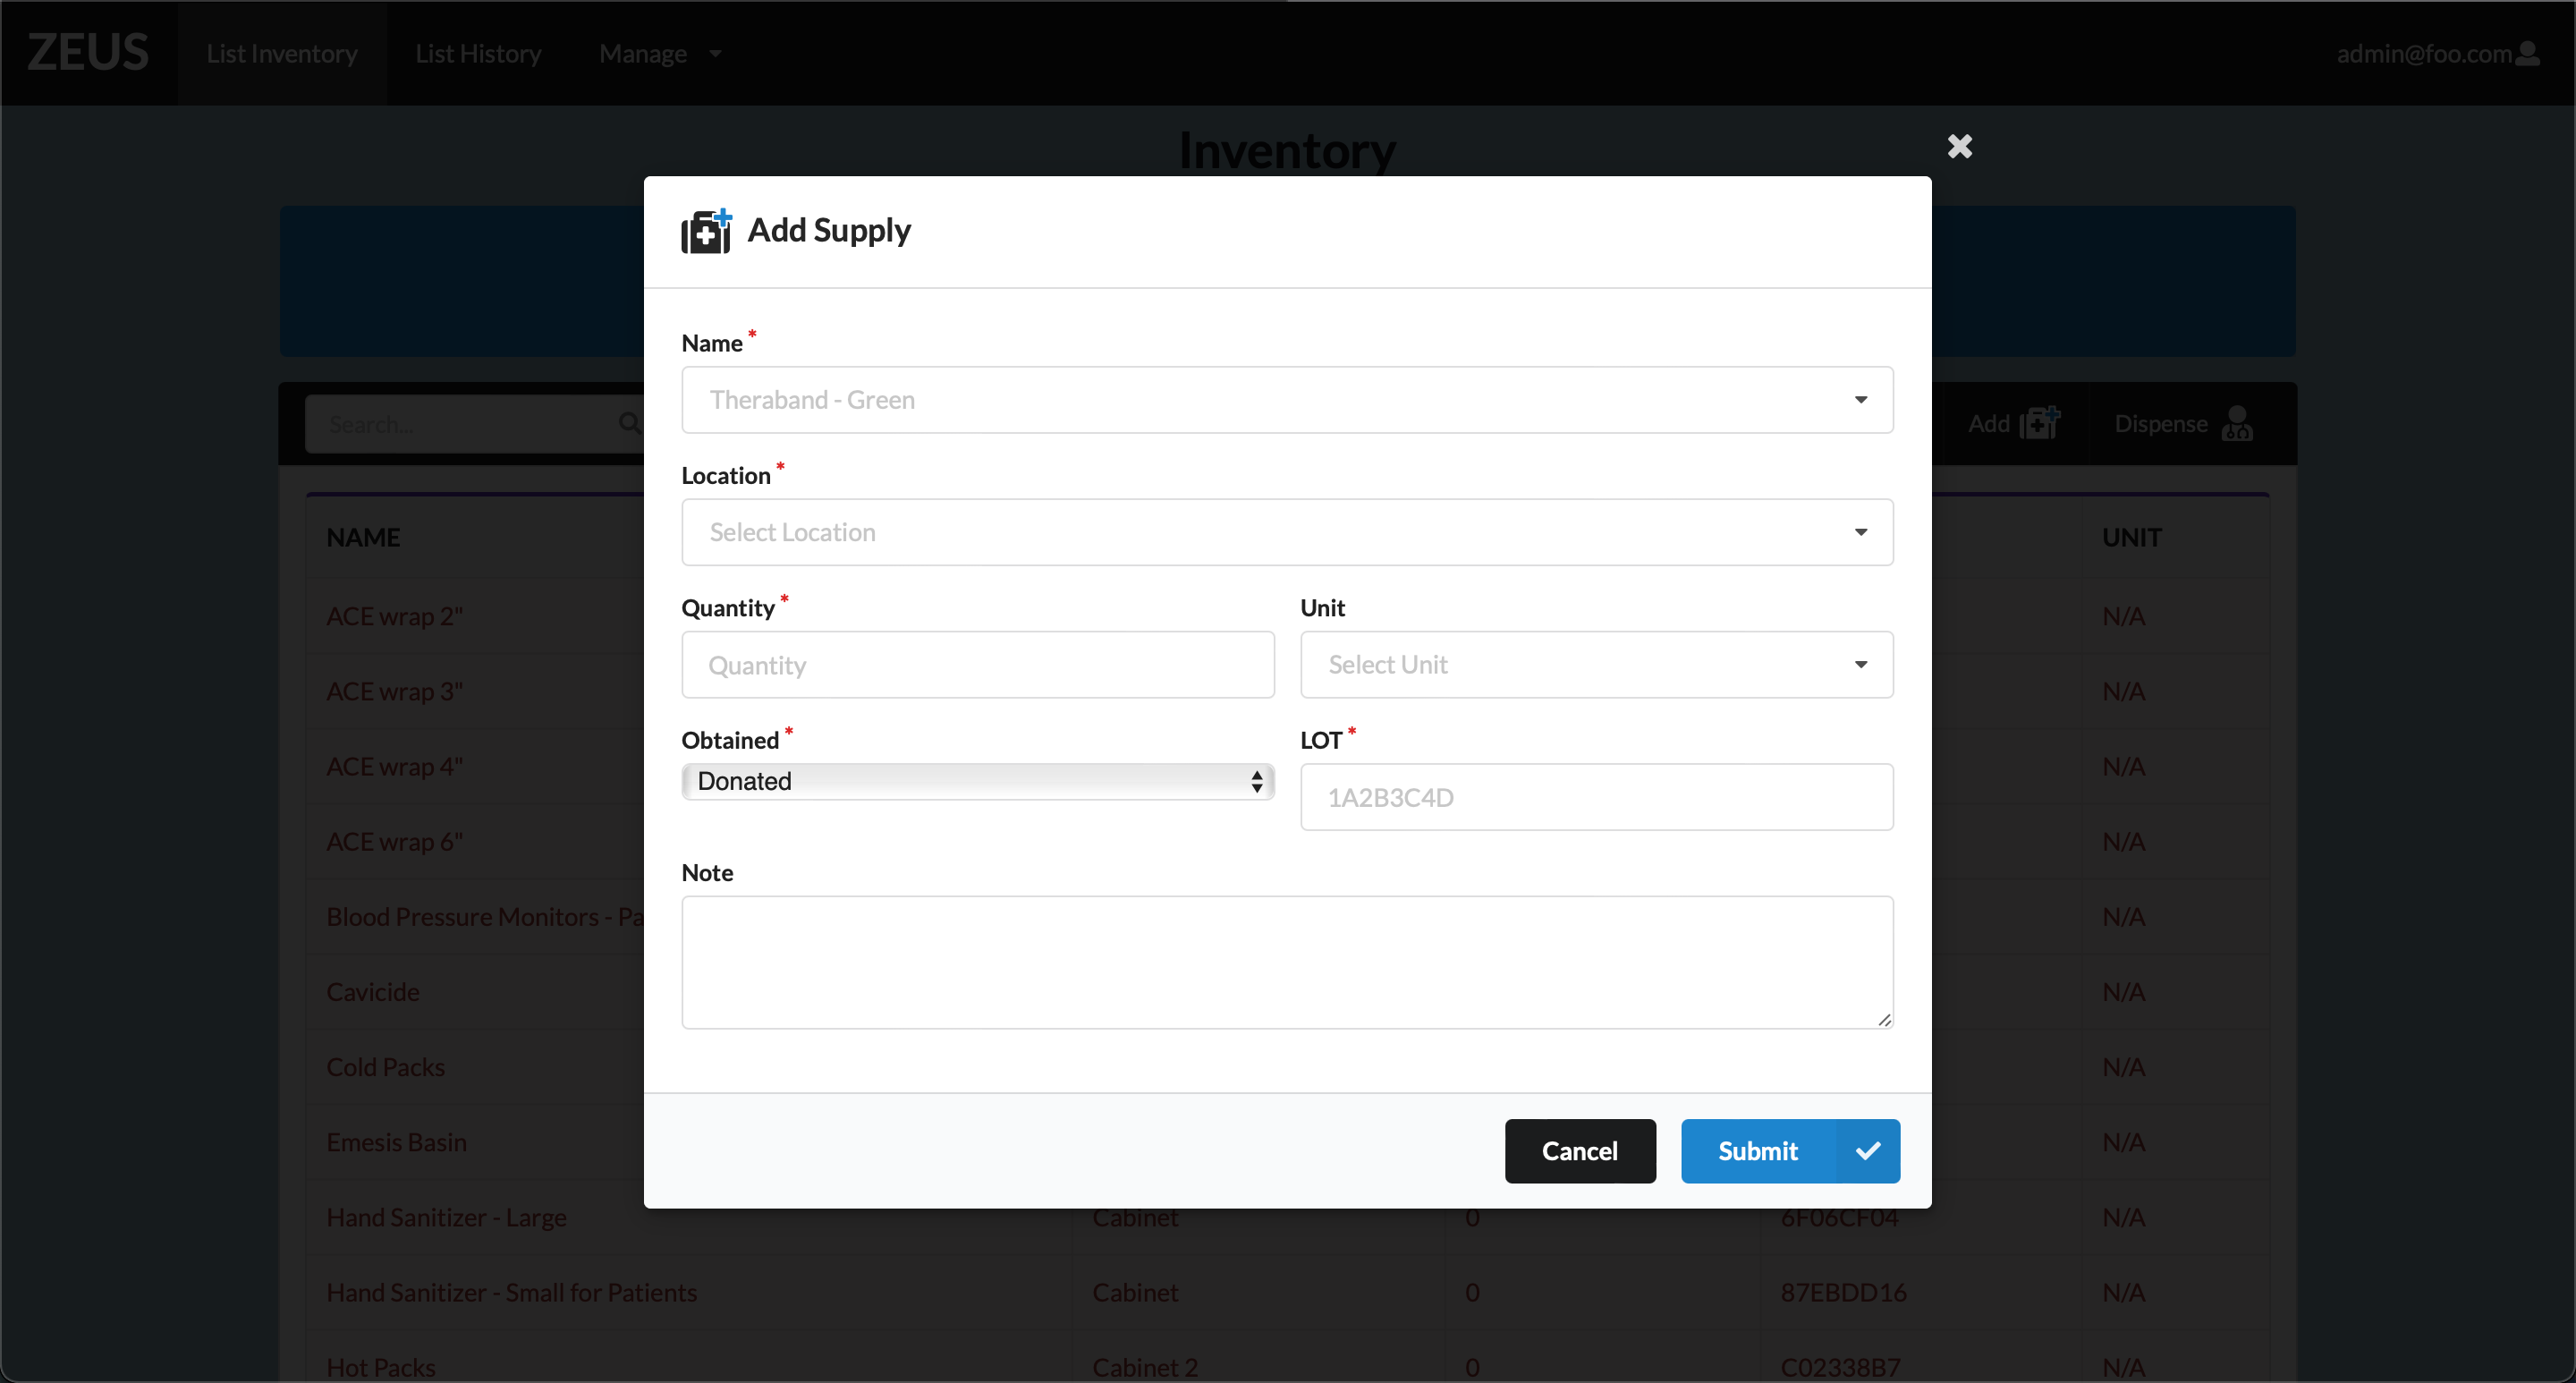 ZEUS List Inventory List History Manage admin@foo.com
Inventory
Add Supply
Name *
Theraband - Green
Search...
Add Dispense
Location *
Select Location
NAME UNIT
Quantity * Unit
ACE wrap 2" N/A
Quantity Select Unit
ACE wrap 3" N/A
Obtained * LOT *
ACE wrap 4" N/A
Donated 1A2B3C4D
ACE wrap 6" N/A
Note
Blood Pressure Monitors - Pa N/A
Cavicide N/A
Cold Packs N/A
Emesis Basin N/A
Cancel Submit
Hand Sanitizer - Large Cabinet 0 6F06CF04 N/A
Hand Sanitizer - Small for Patients Cabinet 0 87EBDD16 N/A
Hot Packs Cabinet 2 0 C02338B7 N/A